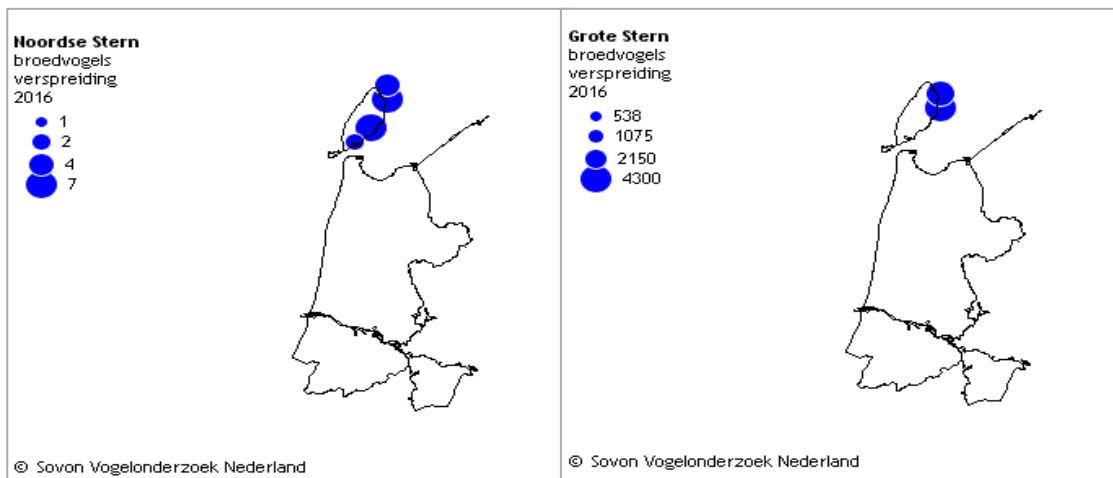 Noordse Stern
broedvogels
verspreiding
2016
1
2
4
7
© Sovon Vogelonderzoek Nederland
Grote Stern
broedvogels
verspreiding
2016
538
1075
2150
4300
© Sovon Vogelonderzoek Nederland